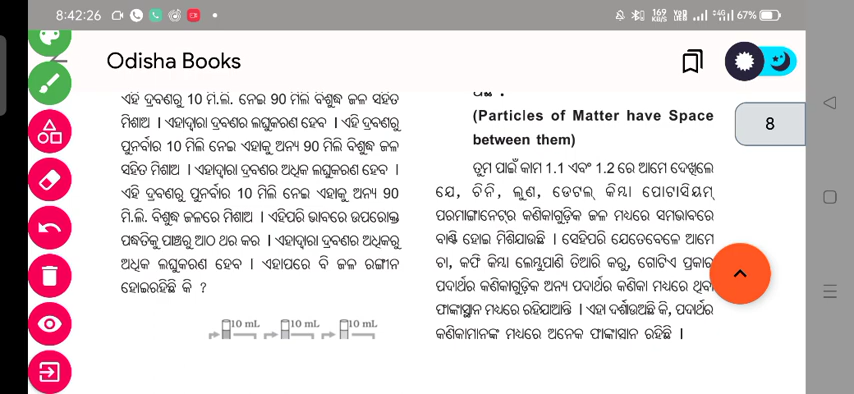 8:42:26
169 KB/S
4G
67%
Odisha Books
8
ଏହି ଦ୍ରବଣରୁ 10 ମି.ଲି. ନେଇ 90 ମିଲି ବିଶୁଦ୍ଧ ଜଳ ସହିତ
ମିଶାଅ । ଏହାଦ୍ୱାରା ଦ୍ରବଣର ଲଘୁକରଣ ହେବ । ଏହି ଦ୍ରବଣରୁ
ପୁନର୍ବାର 10 ମିଲି ନେଇ ଏହାକୁ ଅନ୍ୟ 90 ମିଲି ବିଶୁଦ୍ଧ ଜଳ
ସହିତ ମିଶାଅ । ଏହାଦ୍ୱାରା ଦ୍ରବଣର ଅଧିକ ଲଘୁକରଣ ହେବ ।
ଏହି ଦ୍ରବଣରୁ ପୁନର୍ବାର 10 ମିଲି ନେଇ ଏହାକୁ ଅନ୍ୟ 90
ମି.ଲି. ବିଶୁଦ୍ଧ ଜଳରେ ମିଶାଅ । ଏହିପରି ଭାବରେ ଉପରୋକ୍ତ
ପଦ୍ଧତିକୁ ପାଞ୍ଚରୁ ଆଠ ଥର କର । ଏହାଦ୍ୱାରା ଦ୍ରବଣର ଅଧିକରୁ
ଅଧିକ ଲଘୁକରଣ ହେବ । ଏହାପରେ ବି ଜଳ ରଙ୍ଗୀନ
ହୋଇରହିଛି କି ?
10 mL 10 mL 10 mL
(Particles of Matter have Space
between them)
ତୁମ ପାଇଁ କାମ 1.1 ଏବଂ 1.2 ରେ ଆମେ ଦେଖିଲେ
ଯେ, ଚିନି, ଲୁଣ, ଡେଟଲ୍ କିମ୍ୱା ପୋଟାସିୟମ୍
ପରମାଙ୍ଗାନେଟ୍‌ର କଣିକାଗୁଡ଼ିକ ଜଳ ମଧ୍ୟରେ ସମଭାବରେ
ବାଣ୍ଟି ହୋଇ ମିଶିଯାଉଛି । ସେହିପରି ଯେତେବେଳେ ଆମେ
ଚା, କଫି କିମ୍ୱା ଲେମ୍ୱୁପାଣି ତିଆରି କରୁ, ଗୋଟିଏ ପ୍ରକାର
ପଦାର୍ଥର କଣିକାଗୁଡ଼ିକ ଅନ୍ୟ ପଦାର୍ଥର କଣିକା ମଧ୍ୟରେ ଥିବା
ଫାଙ୍କାସ୍ଥାନ ମଧ୍ୟରେ ରହିଯାଆନ୍ତି । ଏହା ଦର୍ଶାଉଅଛି କି, ପଦାର୍ଥର
କଣିକାମାନଙ୍କ ମଧ୍ୟରେ ଅନେକ ଫାଙ୍କାସ୍ଥାନ ରହିଛି ।